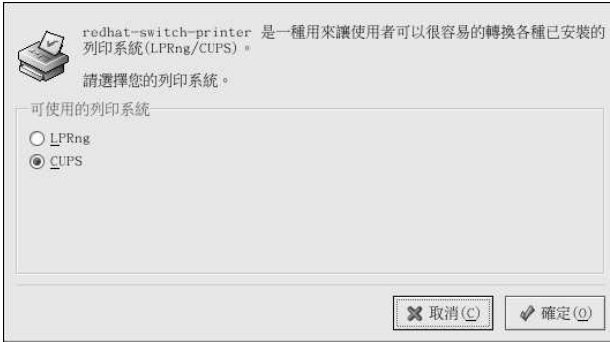 redhat-switch-printer 是一種用來讓使用者可以很容易的轉換各種已安裝的
列印系統(LPRng/CUPS)。
請選擇您的列印系統。
可使用的列印系統
LPRng
CUPS
取消(C)
確定(O)